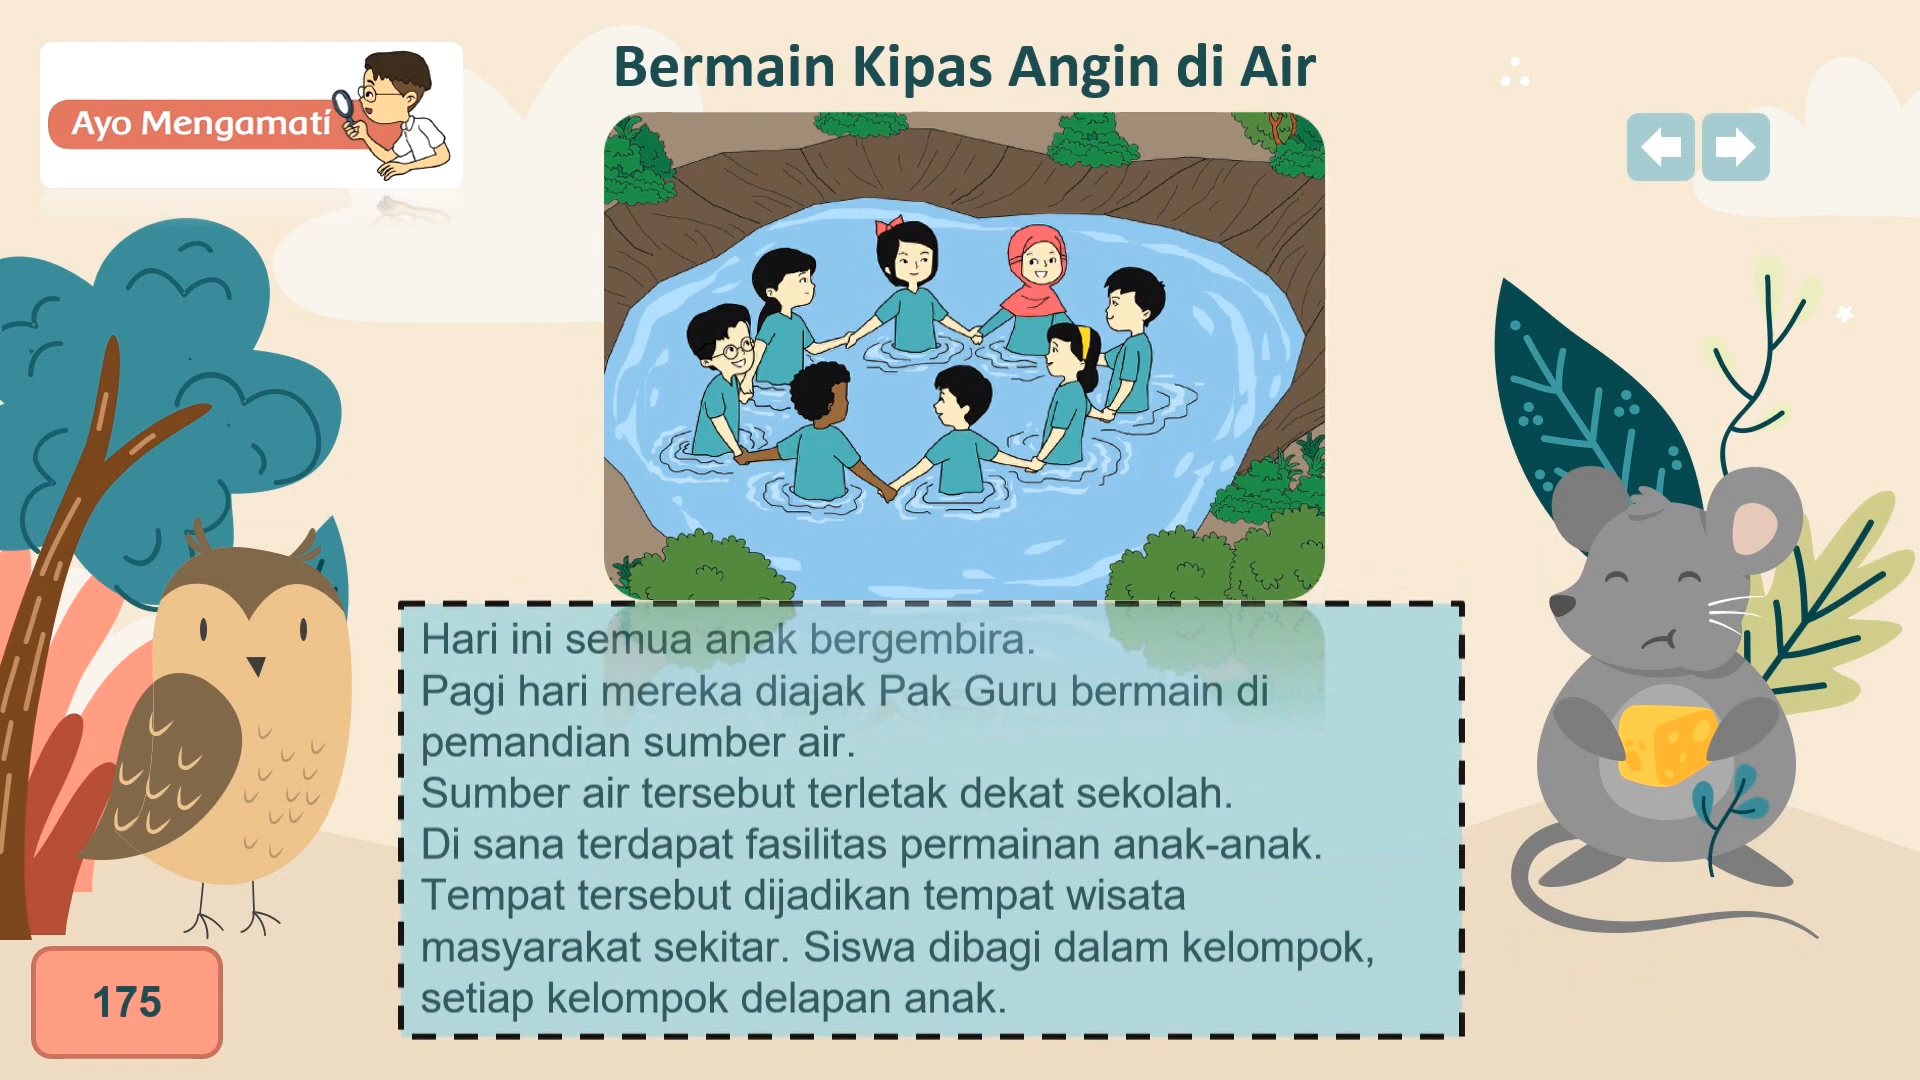 Bermain Kipas Angin di Air
Ayo Mengamati
Hari ini semua anak bergembira.
Pagi hari mereka diajak Pak Guru bermain di
pemandian sumber air.
Sumber air tersebut terletak dekat sekolah.
Di sana terdapat fasilitas permainan anak-anak.
Tempat tersebut dijadikan tempat wisata
masyarakat sekitar. Siswa dibagi dalam kelompok,
setiap kelompok delapan anak.
175